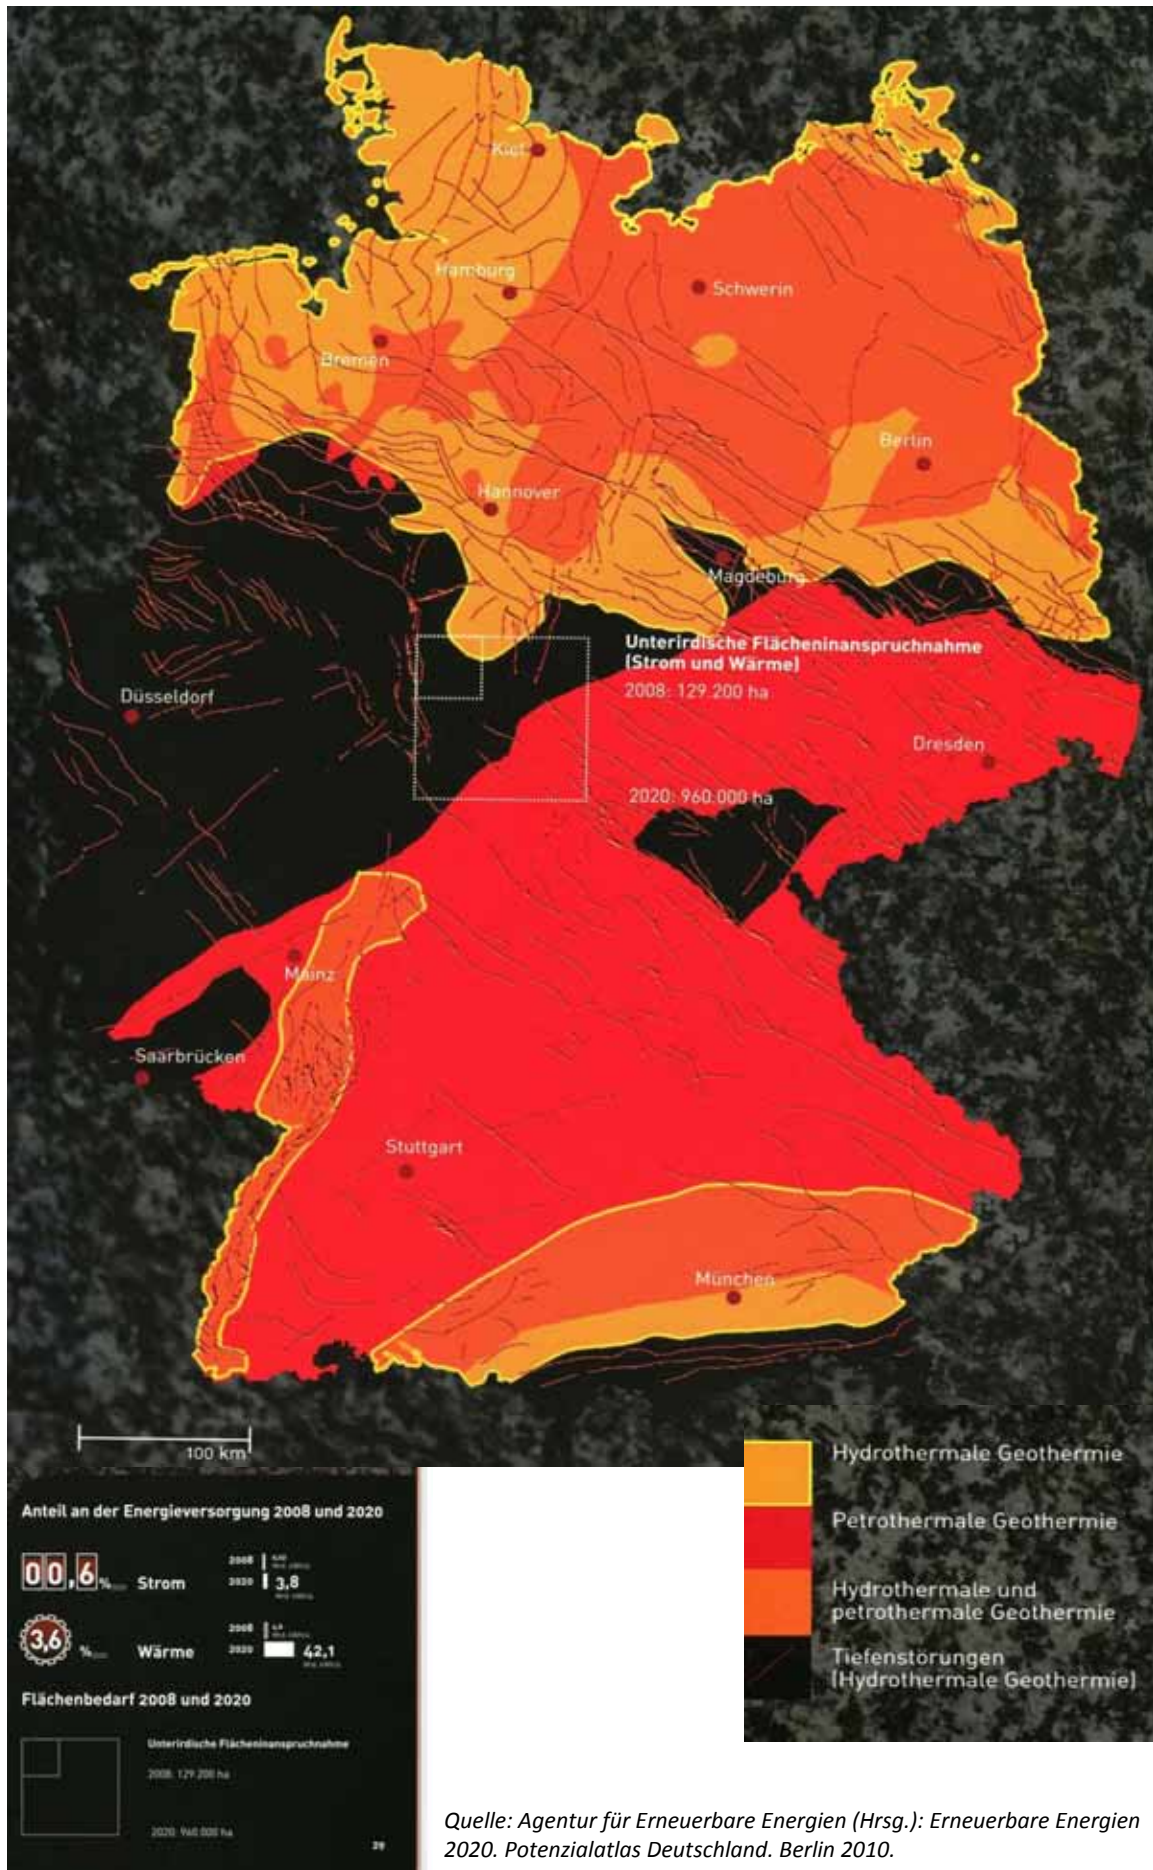 Kiel
Hamburg
Schwerin
Bremen
Berlin
Hannover
Magdeburg
Unterirdische Flächeninanspruchnahme
(Strom und Wärme)
2008: 129.200 ha
Düsseldorf
Dresden
2020: 960.000 ha
Mainz
Saarbrücken
Stuttgart
München
100 km
Hydrothermale Geothermie
Petrothermale Geothermie
Hydrothermale und
petrothermale Geothermie
Tiefenstörungen
(Hydrothermale Geothermie)
Anteil an der Energieversorgung 2008 und 2020
00,6 % Strom
2008
2020 3,8
3,6 % Wärme
2008
2020 42,1
Flächenbedarf 2008 und 2020
Unterirdische Flächeninanspruchnahme
2008: 129.200 ha
2020: 960.000 ha
39
Quelle: Agentur für Erneuerbare Energien (Hrsg.): Erneuerbare Energien
2020. Potenzialatlas Deutschland. Berlin 2010.